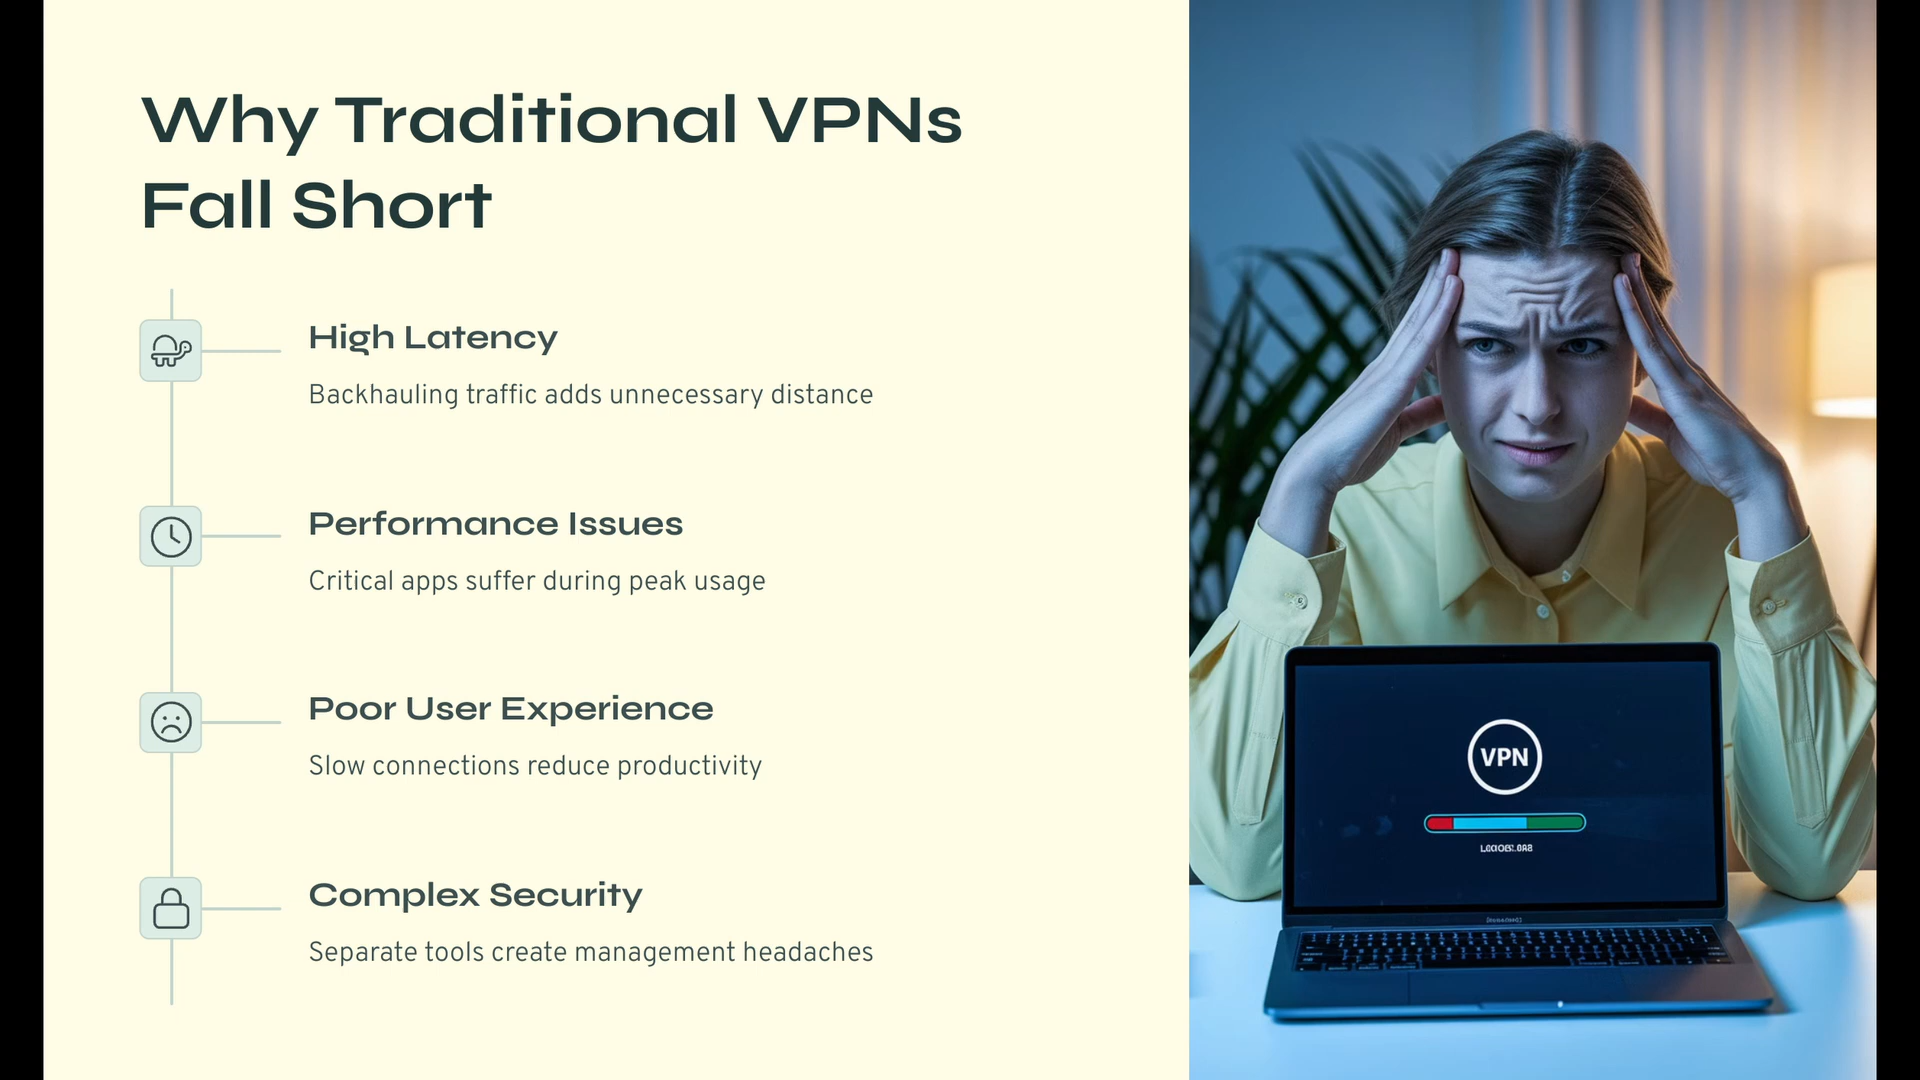 Why Traditional VPNs
Fall Short
High Latency
Backhauling traffic adds unnecessary distance
Performance Issues
Critical apps suffer during peak usage
Poor User Experience
Slow connections reduce productivity
Complex Security
Separate tools create management headaches
VPN